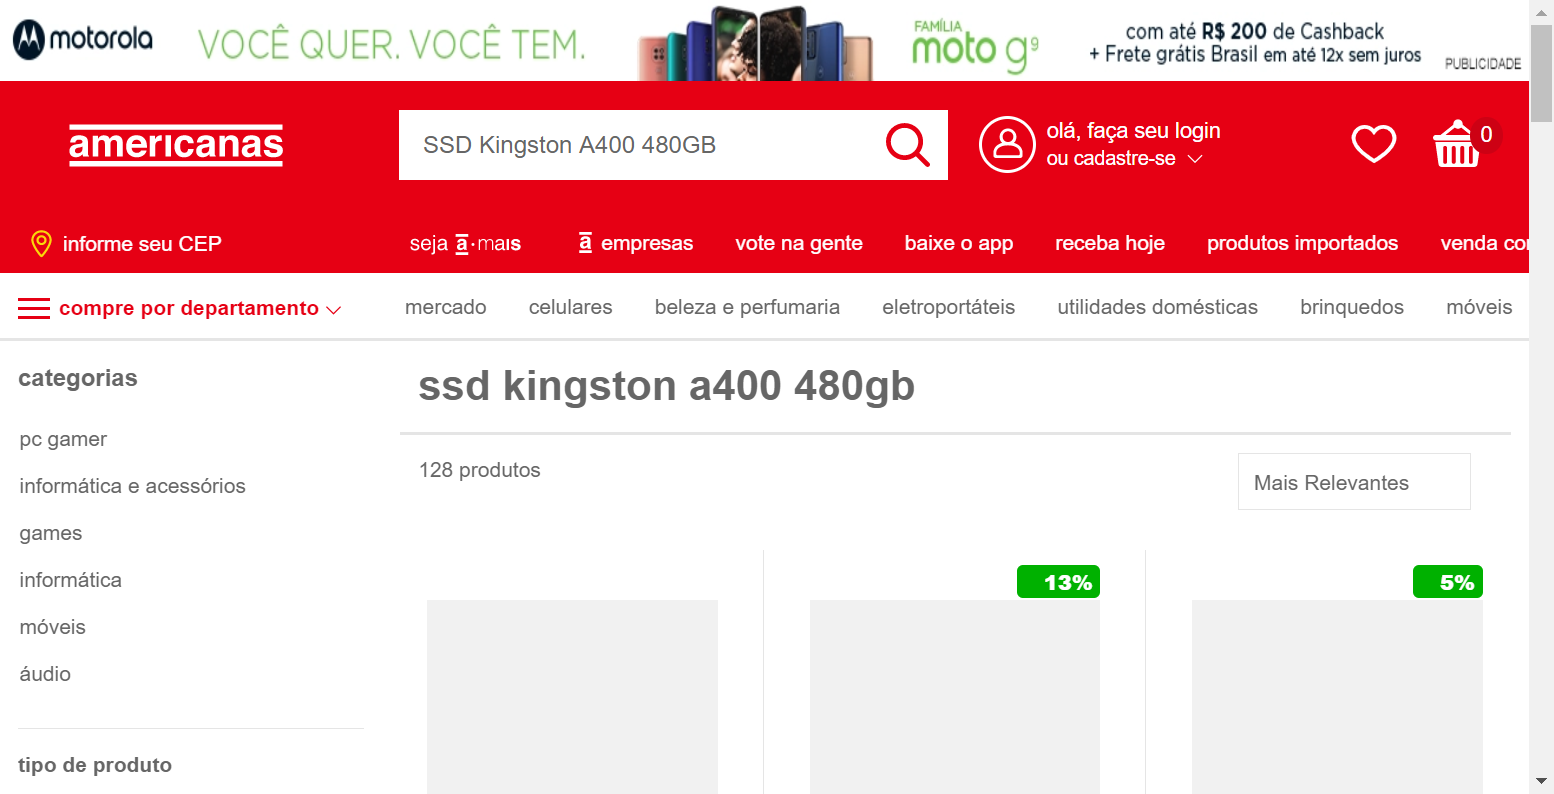 motorola
VOCÊ QUER. VOCÊ TEM.
FAMÍLIA
moto g9
com até R$ 200 de Cashback
+ Frete grátis Brasil em até 12x sem juros
PUBLICIDADE
americanas
SSD Kingston A400 480GB
olá, faça seu login
ou cadastre-se
0
informe seu CEP
seja a·mais
a empresas
vote na gente
baixe o app
receba hoje
produtos importados
venda co
compre por departamento
mercado
celulares
beleza e perfumaria
eletroportáteis
utilidades domésticas
brinquedos
móveis
categorias
pc gamer
informática e acessórios
games
informática
móveis
áudio
tipo de produto
ssd kingston a400 480gb
128 produtos
Mais Relevantes
13%
5%